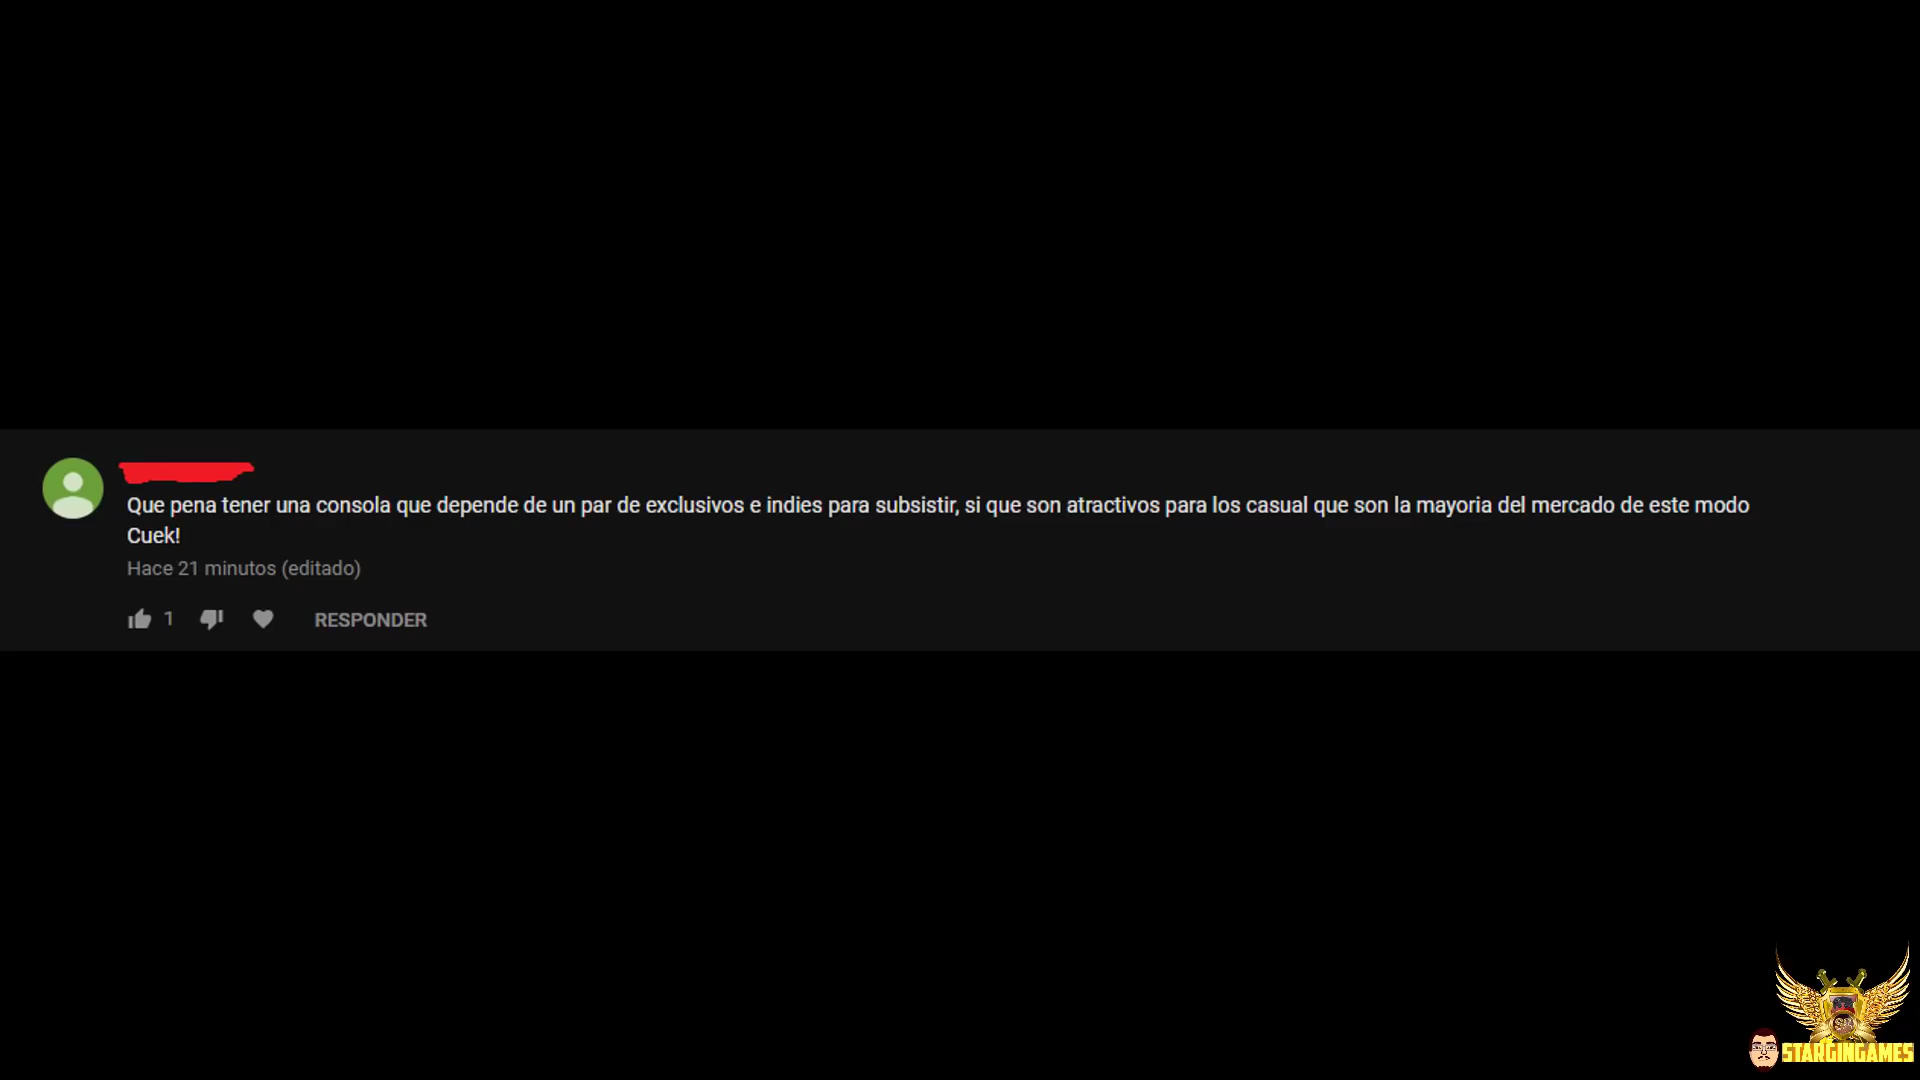 Que pena tener una consola que depende de un par de exclusivos e indies para subsistir, si que son atractivos para los casual que son la mayoria del mercado de este modo
Cuek!
Hace 21 minutos (editado)
1
RESPONDER
STARGINGAMES